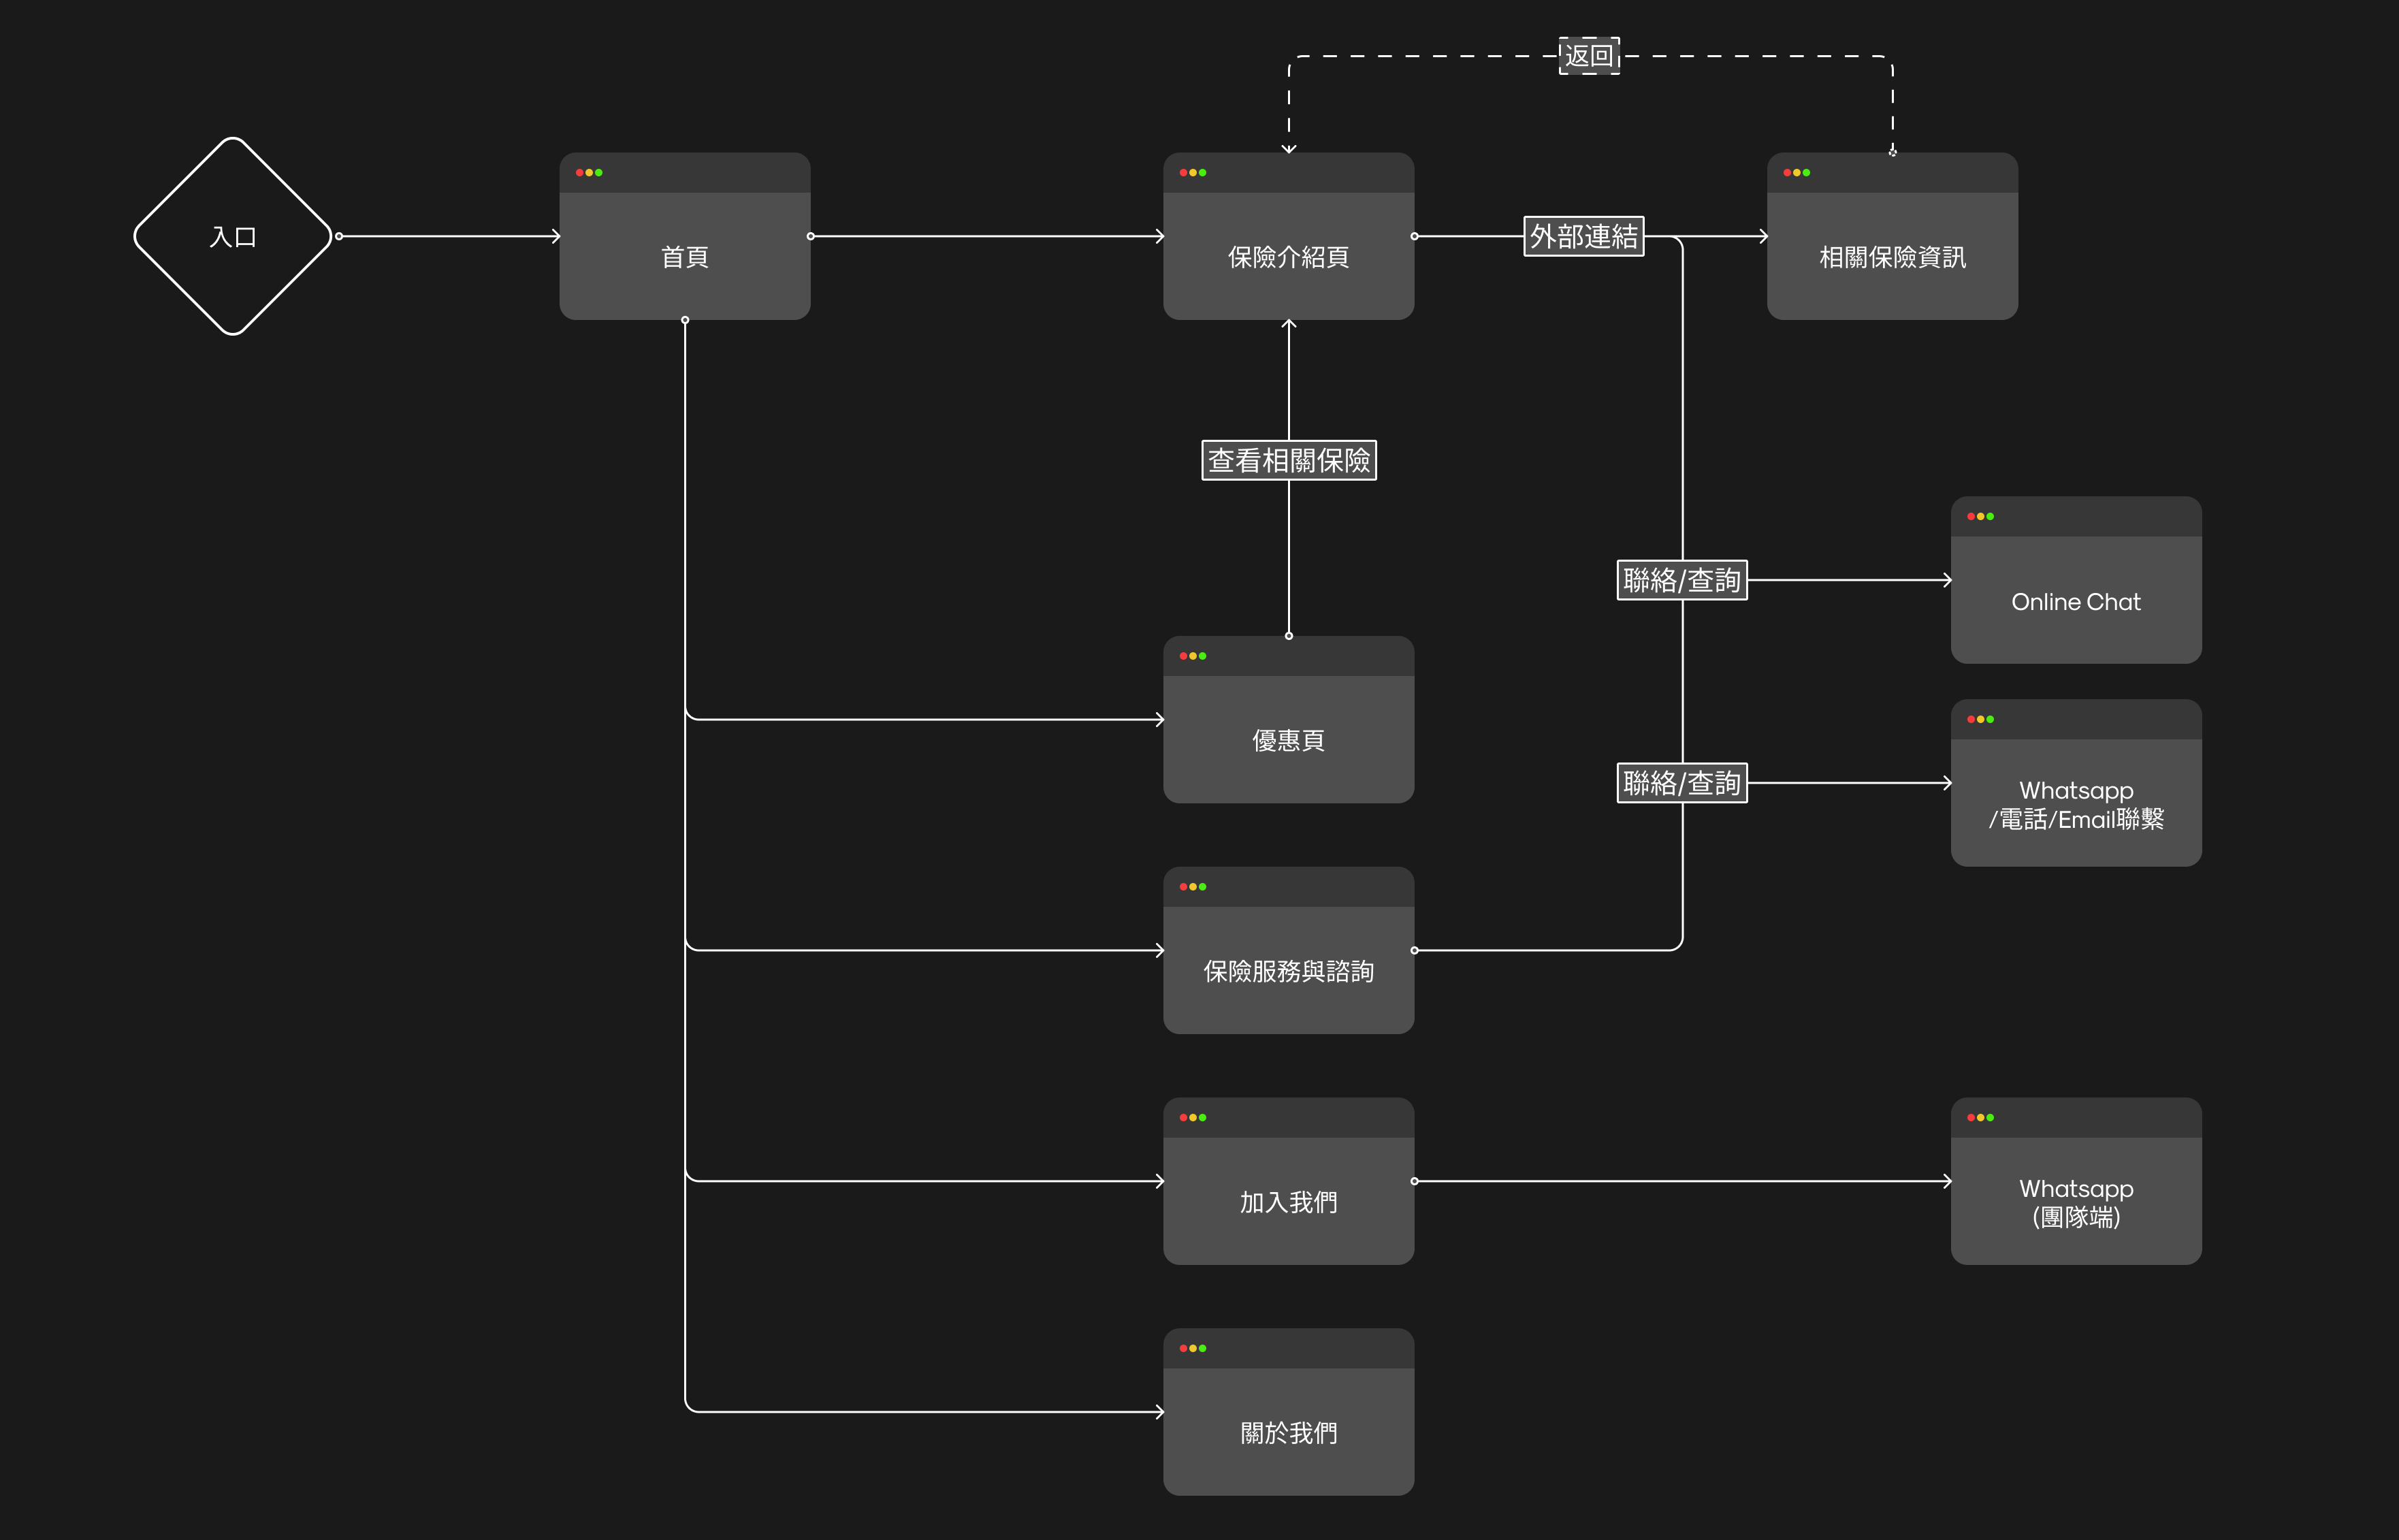 返回
入口
首頁
保險介紹頁
外部連結
相關保險資訊
查看相關保險
聯絡/查詢
Online Chat
優惠頁
聯絡/查詢
Whatsapp
/電話/Email聯繫
保險服務與諮詢
加入我們
Whatsapp
(團隊端)
關於我們